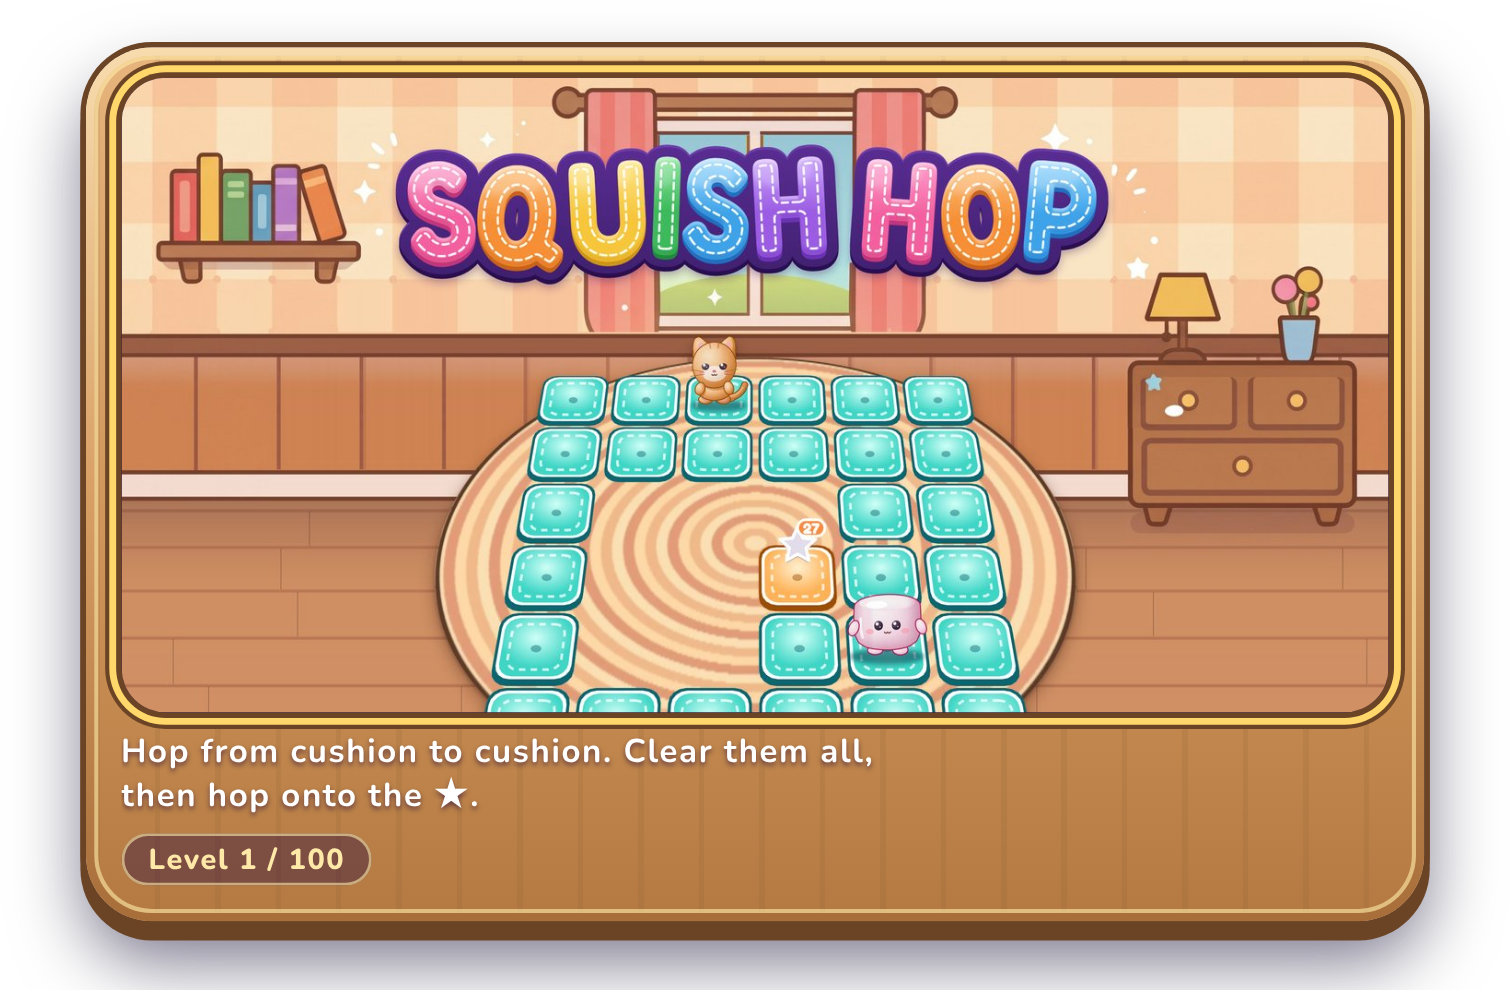 SQUISH HOP
27
Hop from cushion to cushion. Clear them all,
then hop onto the ★.
Level 1 / 100